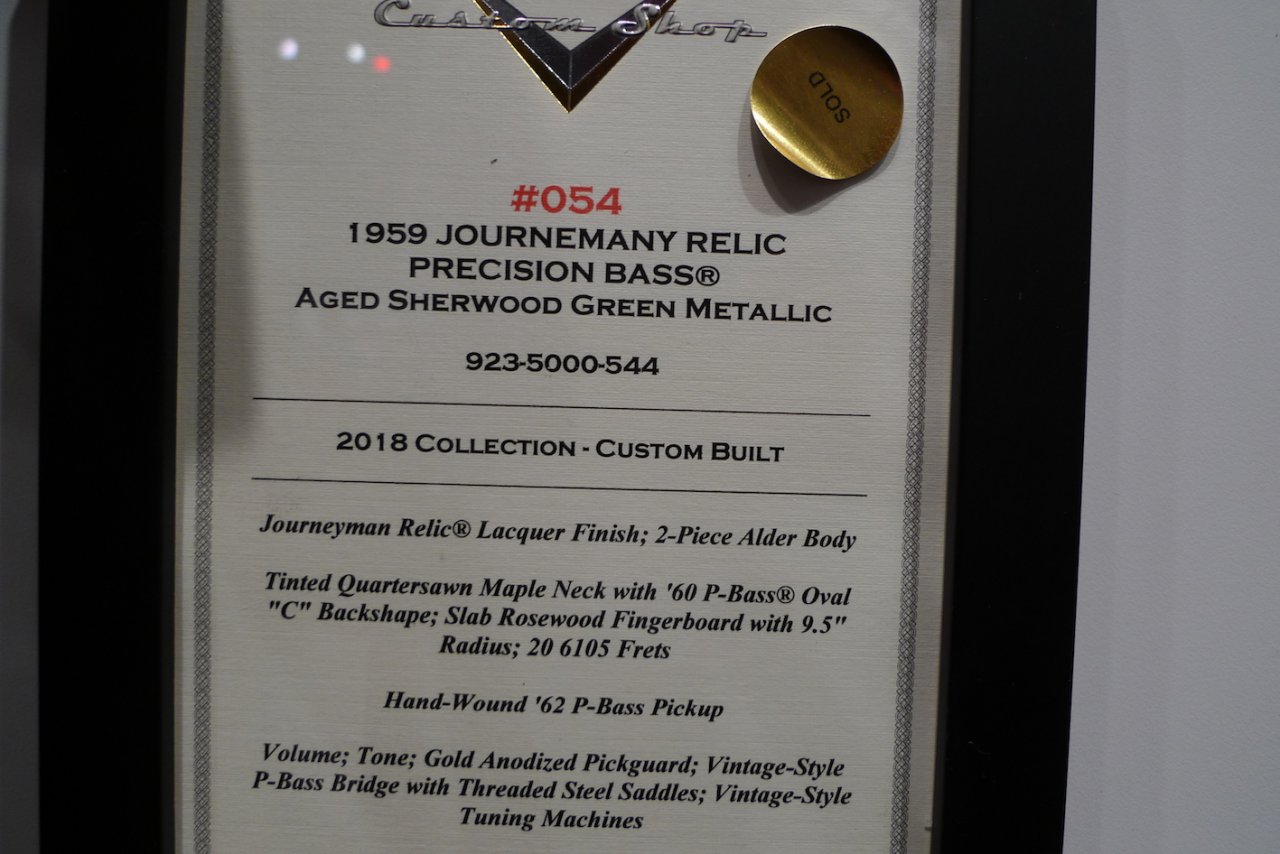 Custom Shop
SOLD
#054
1959 JOURNEMANY RELIC
PRECISION BASS®
AGED SHERWOOD GREEN METALLIC
923-5000-544
2018 COLLECTION - CUSTOM BUILT
Journeyman Relic® Lacquer Finish; 2-Piece Alder Body
Tinted Quartersawn Maple Neck with '60 P-Bass® Oval
"C" Backshape; Slab Rosewood Fingerboard with 9.5"
Radius; 20 6105 Frets
Hand-Wound '62 P-Bass Pickup
Volume; Tone; Gold Anodized Pickguard; Vintage-Style
P-Bass Bridge with Threaded Steel Saddles; Vintage-Style
Tuning Machines